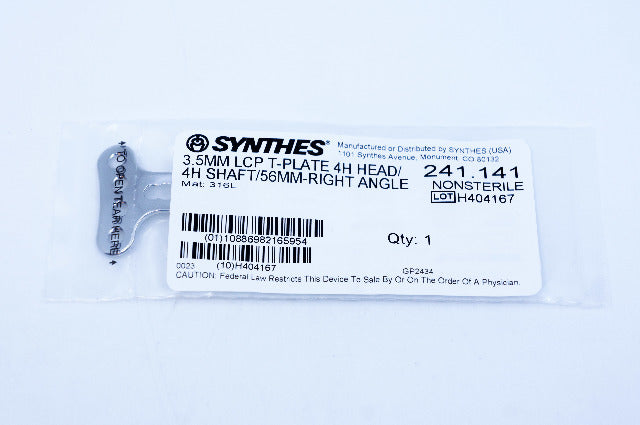 SYNTHES®
Manufactured or Distributed by SYNTHES (USA)
1101 Synthes Avenue, Monument, CO 80132
3.5MM LCP T-PLATE 4H HEAD/
4H SHAFT/56MM-RIGHT ANGLE
Mat: 316L
241.141
NONSTERILE
LOT H404167
(01)10886982165954
Qty: 1
(10)H404167
0023
GP2434
CAUTION: Federal Law Restricts This Device To Sale By or On The Order Of A Physician.
TO OPEN TEAR HERE